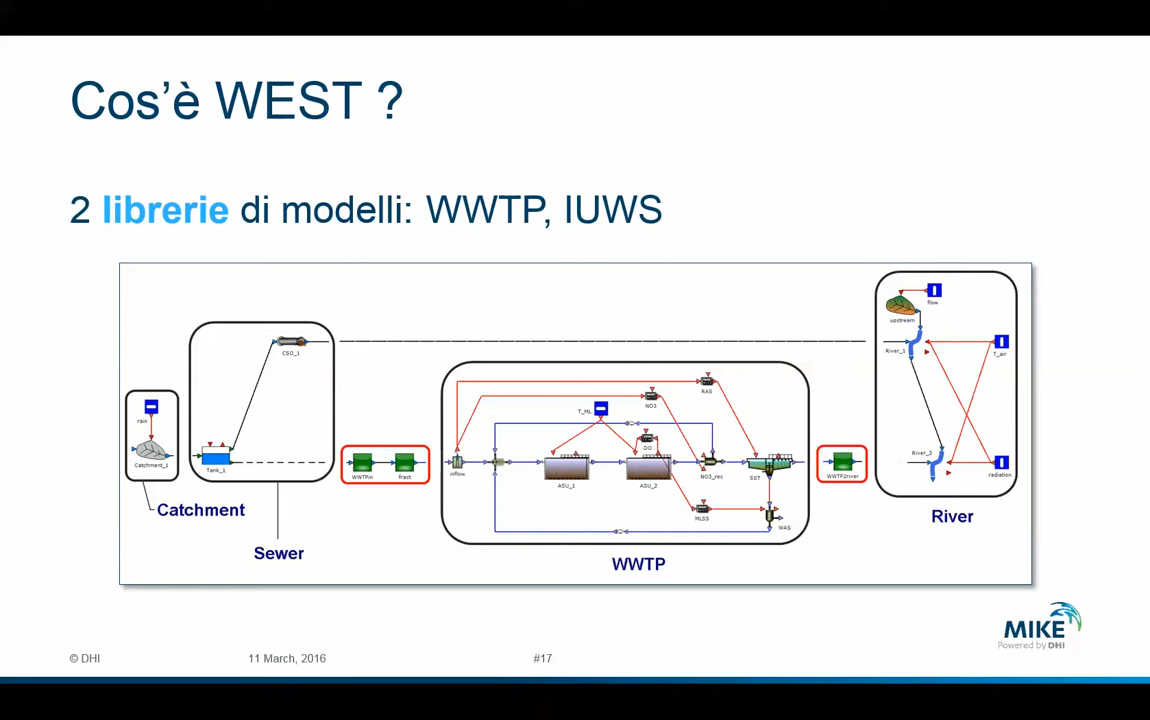 Cos'è WEST ?
2 librerie di modelli: WWTP, IUWS
flow
upstream
CSO_1
River_1
T_air
RAS
NO3
T_ML
rain
DO
Catchment_1
Tank_1
WWTPin
fract
inflow
ASU_1
ASU_2
NO3_rec
SST
WWTP2river
River_2
radiation
MLSS
WAS
Catchment
Sewer
WWTP
River
MIKE
Powered by DHI
© DHI
11 March, 2016
#17